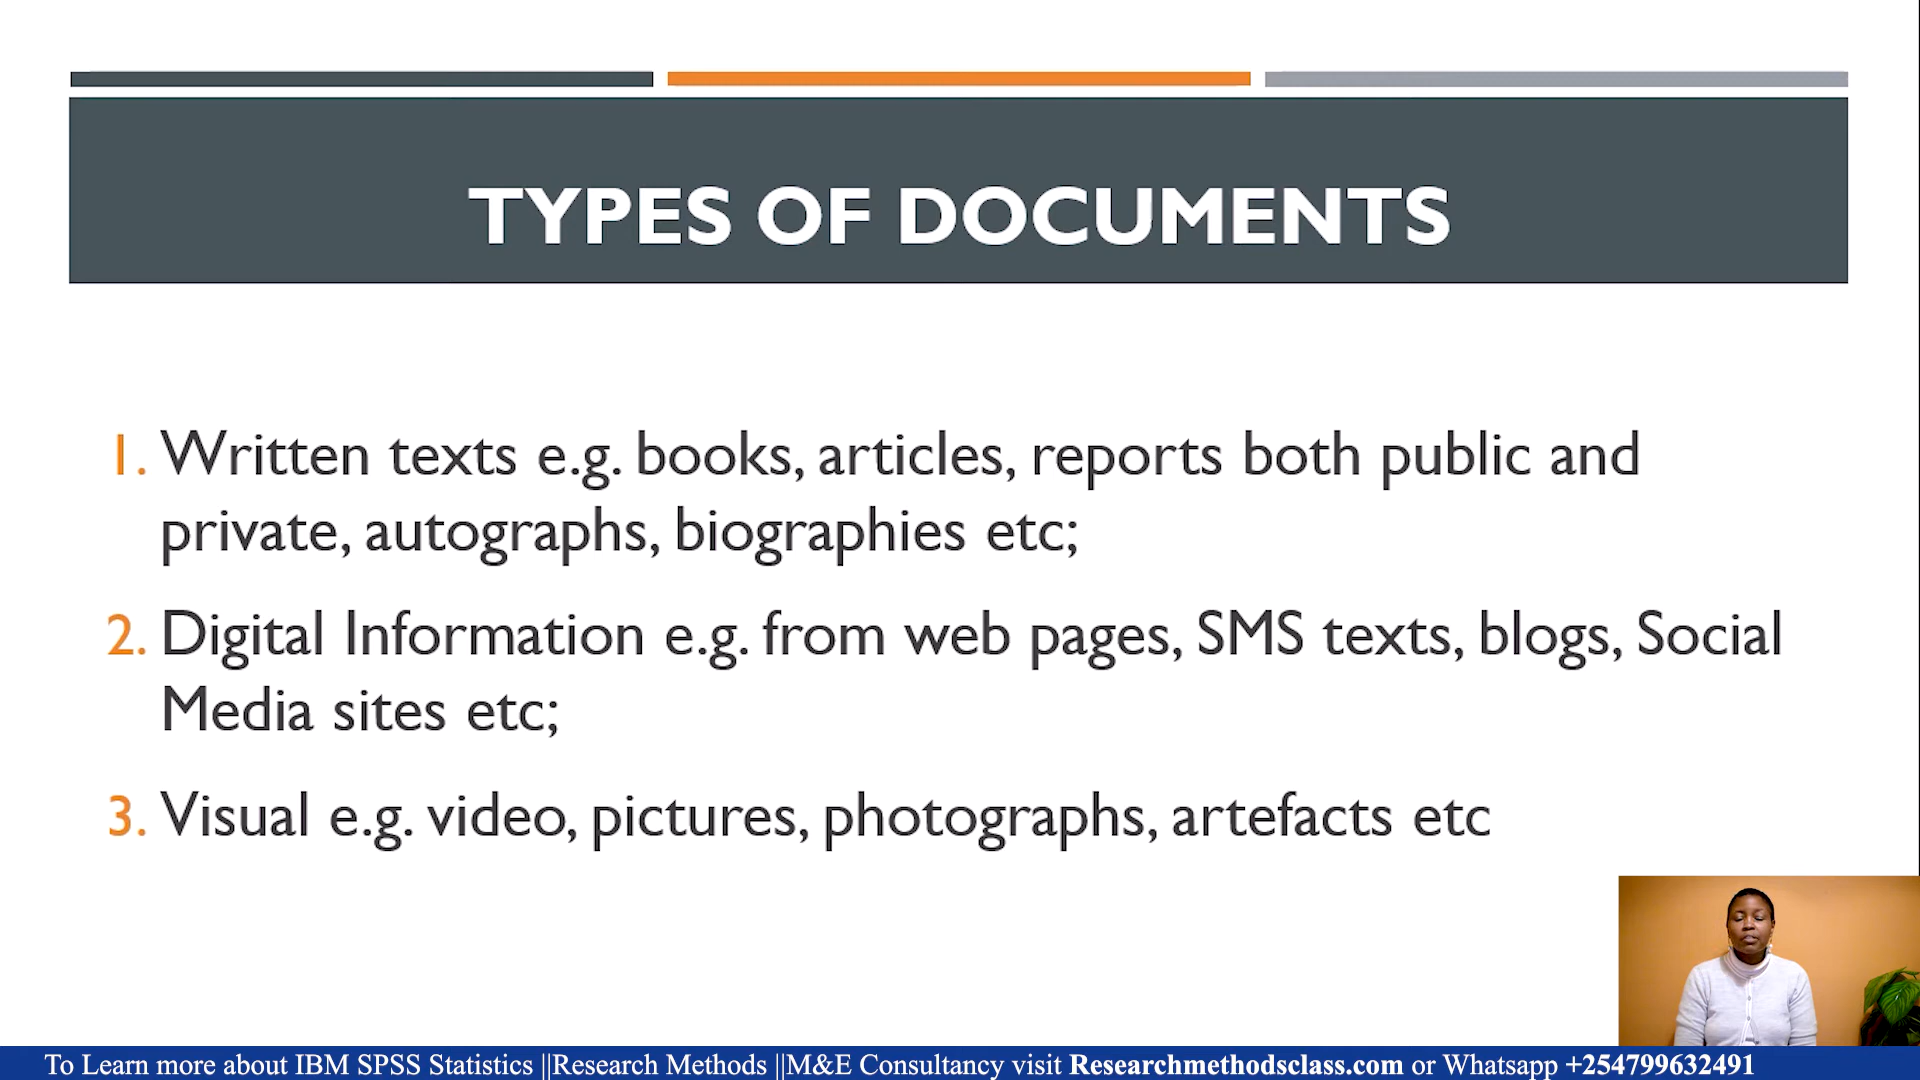 TYPES OF DOCUMENTS
1. Written texts e.g. books, articles, reports both public and
private, autographs, biographies etc;
2. Digital Information e.g. from web pages, SMS texts, blogs, Social
Media sites etc;
3. Visual e.g. video, pictures, photographs, artefacts etc
To Learn more about IBM SPSS Statistics ||Research Methods ||M&E Consultancy visit Researchmethodsclass.com or Whatsapp +254799632491